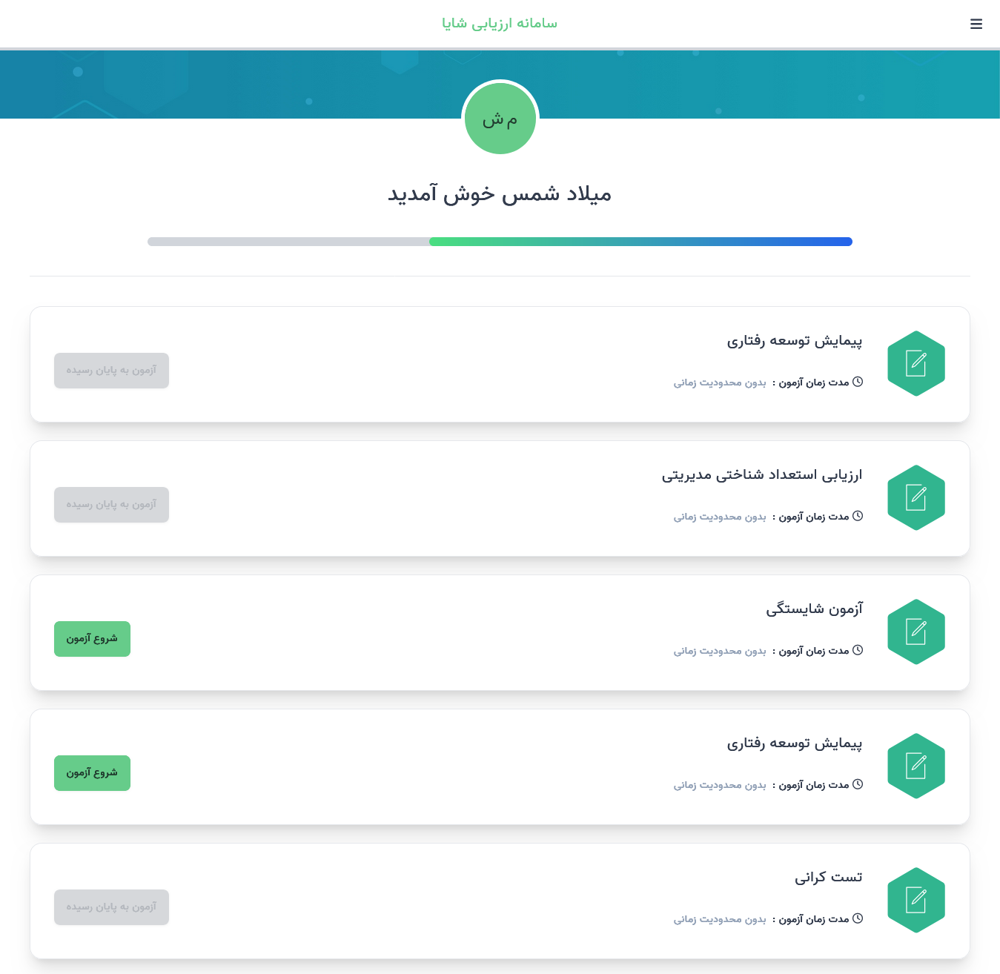 سامانه ارزیابی شایا
م ش
میلاد شمس خوش آمدید
پیمایش توسعه رفتاری
مدت زمان آزمون : بدون محدودیت زمانی
آزمون به پایان رسیده
ارزیابی استعداد شناختی مدیریتی
مدت زمان آزمون : بدون محدودیت زمانی
آزمون به پایان رسیده
آزمون شایستگی
مدت زمان آزمون : بدون محدودیت زمانی
شروع آزمون
پیمایش توسعه رفتاری
مدت زمان آزمون : بدون محدودیت زمانی
شروع آزمون
تست کرانی
مدت زمان آزمون : بدون محدودیت زمانی
آزمون به پایان رسیده